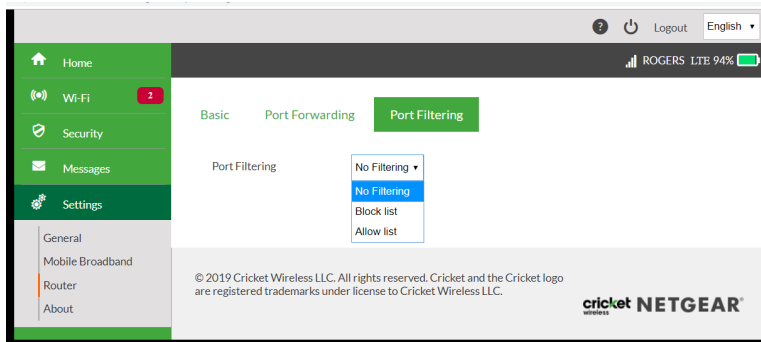 ? Logout English
ROGERS LTE 94%
Home
Wi-Fi 2
Security
Messages
Settings
General
Mobile Broadband
Router
About
Basic Port Forwarding Port Filtering
Port Filtering No Filtering
No Filtering
Block list
Allow list
© 2019 Cricket Wireless LLC. All rights reserved. Cricket and the Cricket logo
are registered trademarks under license to Cricket Wireless LLC.
cricket wireless NETGEAR®